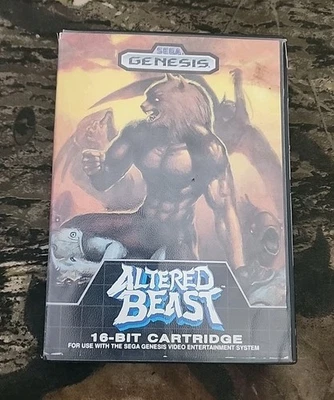 SEGA
GENESIS
ALTERED
BEAST
16-BIT CARTRIDGE
FOR USE WITH THE SEGA GENESIS VIDEO ENTERTAINMENT SYSTEM